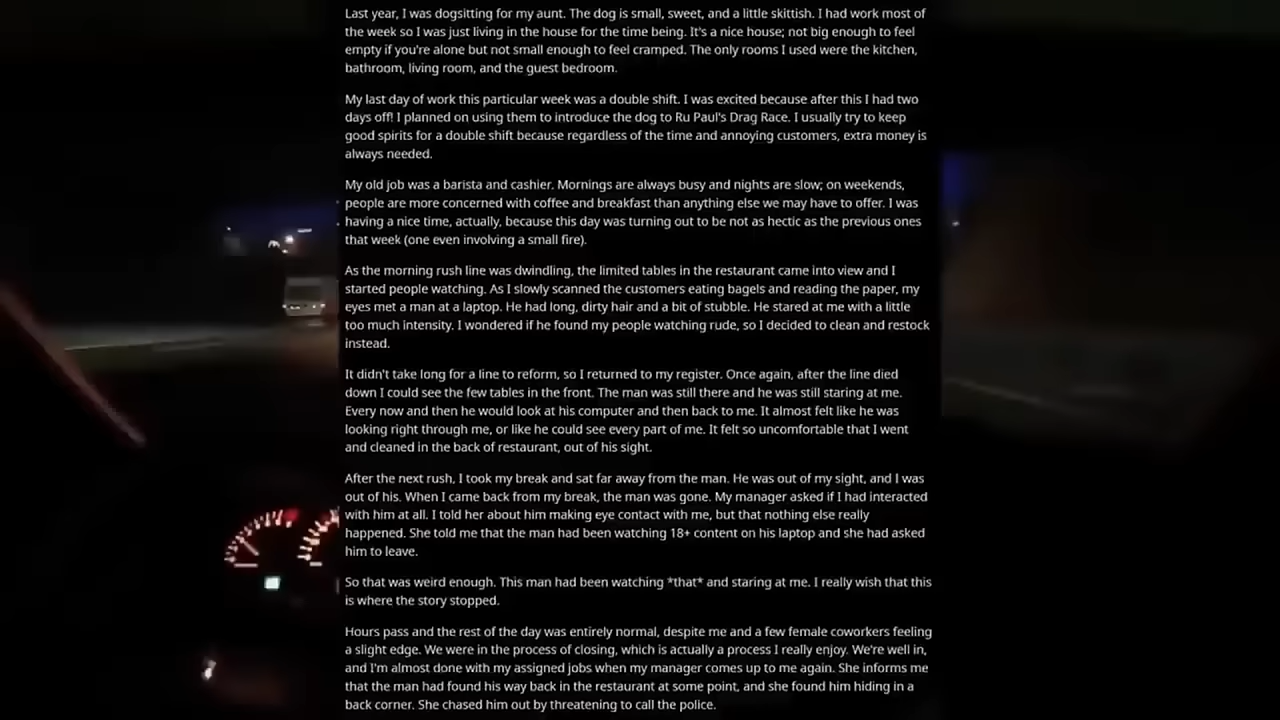 Last year, I was dogsitting for my aunt. The dog is small, sweet, and a little skittish. I had work most of
the week so I was just living in the house for the time being. It's a nice house; not big enough to feel
empty if you're alone but not small enough to feel cramped. The only rooms I used were the kitchen,
bathroom, living room, and the guest bedroom.
My last day of work this particular week was a double shift. I was excited because after this I had two
days off! I planned on using them to introduce the dog to Ru Paul's Drag Race. I usually try to keep
good spirits for a double shift because regardless of the time and annoying customers, extra money is
always needed.
My old job was a barista and cashier. Mornings are always busy and nights are slow; on weekends,
people are more concerned with coffee and breakfast than anything else we may have to offer. I was
having a nice time, actually, because this day was turning out to be not as hectic as the previous ones
that week (one even involving a small fire).
As the morning rush line was dwindling, the limited tables in the restaurant came into view and I
started people watching. As I slowly scanned the customers eating bagels and reading the paper, my
eyes met a man at a laptop. He had long, dirty hair and a bit of stubble. He stared at me with a little
too much intensity. I wondered if he found my people watching rude, so I decided to clean and restock
instead.
It didn't take long for a line to reform, so I returned to my register. Once again, after the line died
down I could see the few tables in the front. The man was still there and he was still staring at me.
Every now and then he would look at his computer and then back to me. It almost felt like he was
looking right through me, or like he could see every part of me. It felt so uncomfortable that I went
and cleaned in the back of restaurant, out of his sight.
After the next rush, I took my break and sat far away from the man. He was out of my sight, and I was
out of his. When I came back from my break, the man was gone. My manager asked if I had interacted
with him at all. I told her about him making eye contact with me, but that nothing else really
happened. She told me that the man had been watching 18+ content on his laptop and she had asked
him to leave.
So that was weird enough. This man had been watching *that* and staring at me. I really wish that this
is where the story stopped.
Hours pass and the rest of the day was entirely normal, despite me and a few female coworkers feeling
a slight edge. We were in the process of closing, which is actually a process I really enjoy. We're well in,
and I'm almost done with my assigned jobs when my manager comes up to me again. She informs me
that the man had found his way back in the restaurant at some point, and she found him hiding in a
back corner. She chased him out by threatening to call the police.